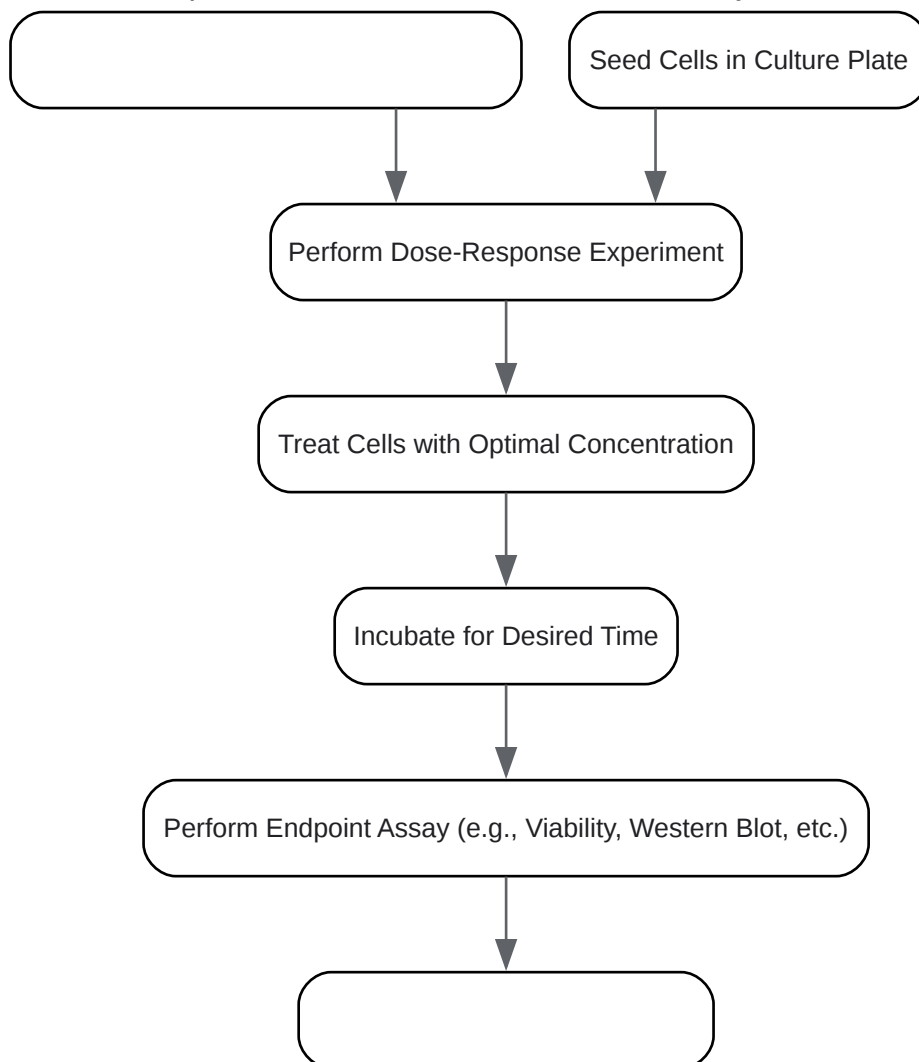 Seed Cells in Culture Plate
Perform Dose-Response Experiment
Treat Cells with Optimal Concentration
Incubate for Desired Time
Perform Endpoint Assay (e.g., Viability, Western Blot, etc.)